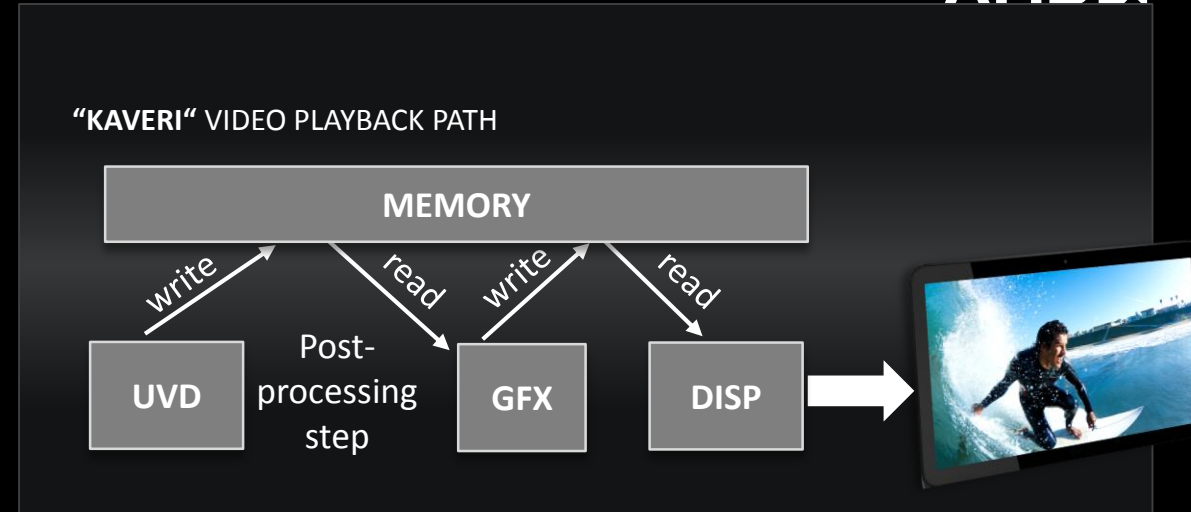 “KAVERI“ VIDEO PLAYBACK PATH
MEMORY
write
read
write
read
UVD
Post-
processing
step
GFX
DISP